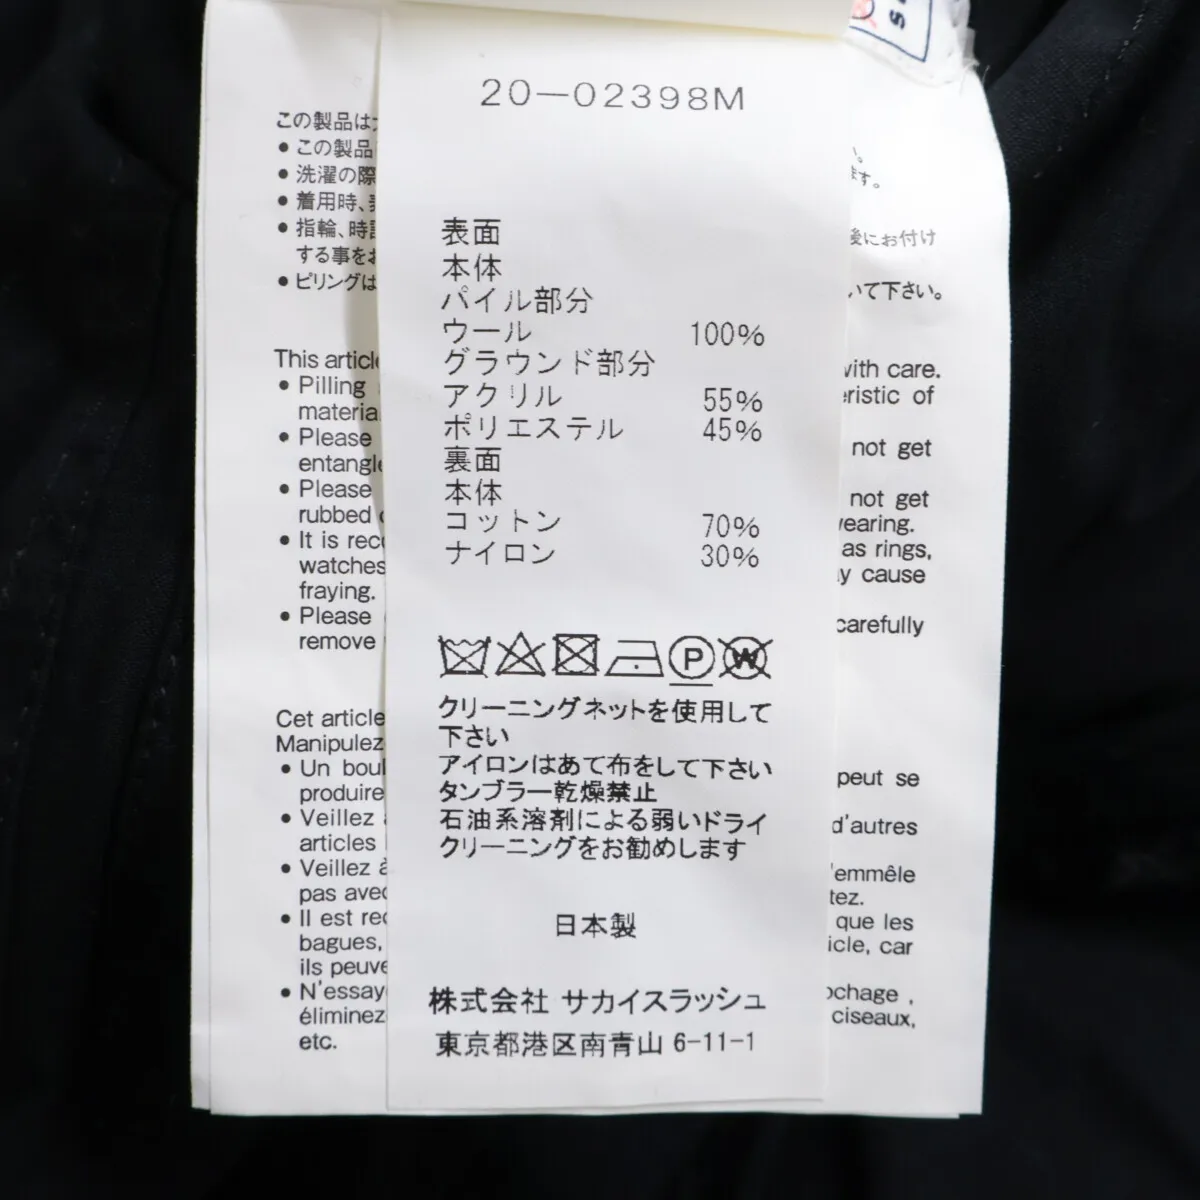 20-02398M
表面
本体
パイル部分
ウール 100%
グラウンド部分
アクリル 55%
ポリエステル 45%
裏面
本体
コットン 70%
ナイロン 30%
P W
クリーニングネットを使用して
下さい
アイロンはあて布をして下さい
タンブラー乾燥禁止
石油系溶剤による弱いドライ
クリーニングをお勧めします
日本製
株式会社 サカイスラッシュ
東京都港区南青山 6-11-1
この製品は
• この製品
• 洗濯の際
• 着用時、
• 指輪、時
する事を
• ピリングは
す。
後にお付け
いて下さい。
This article
with care.
• Pilling
material
of
• Please
not get
entangle
• Please
not get
rubbed
wearing.
• It is
as rings,
watches
cause
fraying.
• Please
carefully
remove
Cet article
Manipulez
• Un
peut se
produire
• Veillez
d'autres
articles
• Veillez à
emmêle
pas avec
• Il est
que les
bagues,
car
ils
• N'essay
éliminez
ciseaux,
etc.